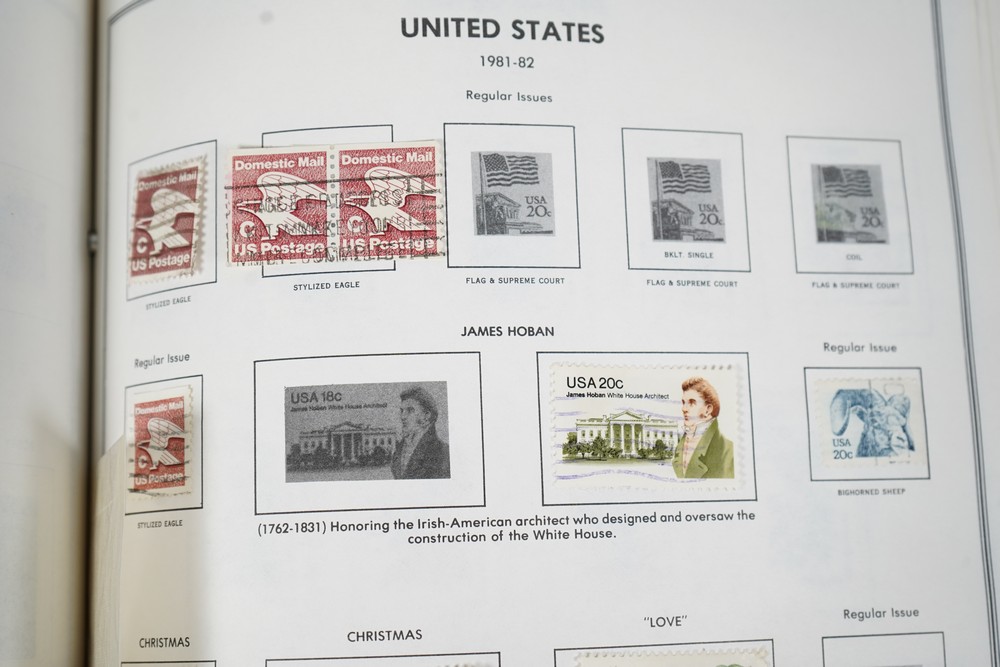 UNITED STATES
1981-82
Regular Issues
Domestic Mail
C
US Postage
STYLIZED EAGLE
Domestic Mail
C
US Postage
Domestic Mail
C
US Postage
STYLIZED EAGLE
USA
20c
FLAG & SUPREME COURT
USA
20c
BKLT. SINGLE
FLAG & SUPREME COURT
USA
20c
COIL
FLAG & SUPREME COURT
Regular Issue
Domestic Mail
C
US Postage
STYLIZED EAGLE
JAMES HOBAN
USA 18c
James Hoban White House Architect
USA 20c
James Hoban White House Architect
(1762-1831) Honoring the Irish-American architect who designed and oversaw the
construction of the White House.
Regular Issue
USA
20c
BIGHORNED SHEEP
CHRISTMAS
CHRISTMAS
"LOVE"
Regular Issue